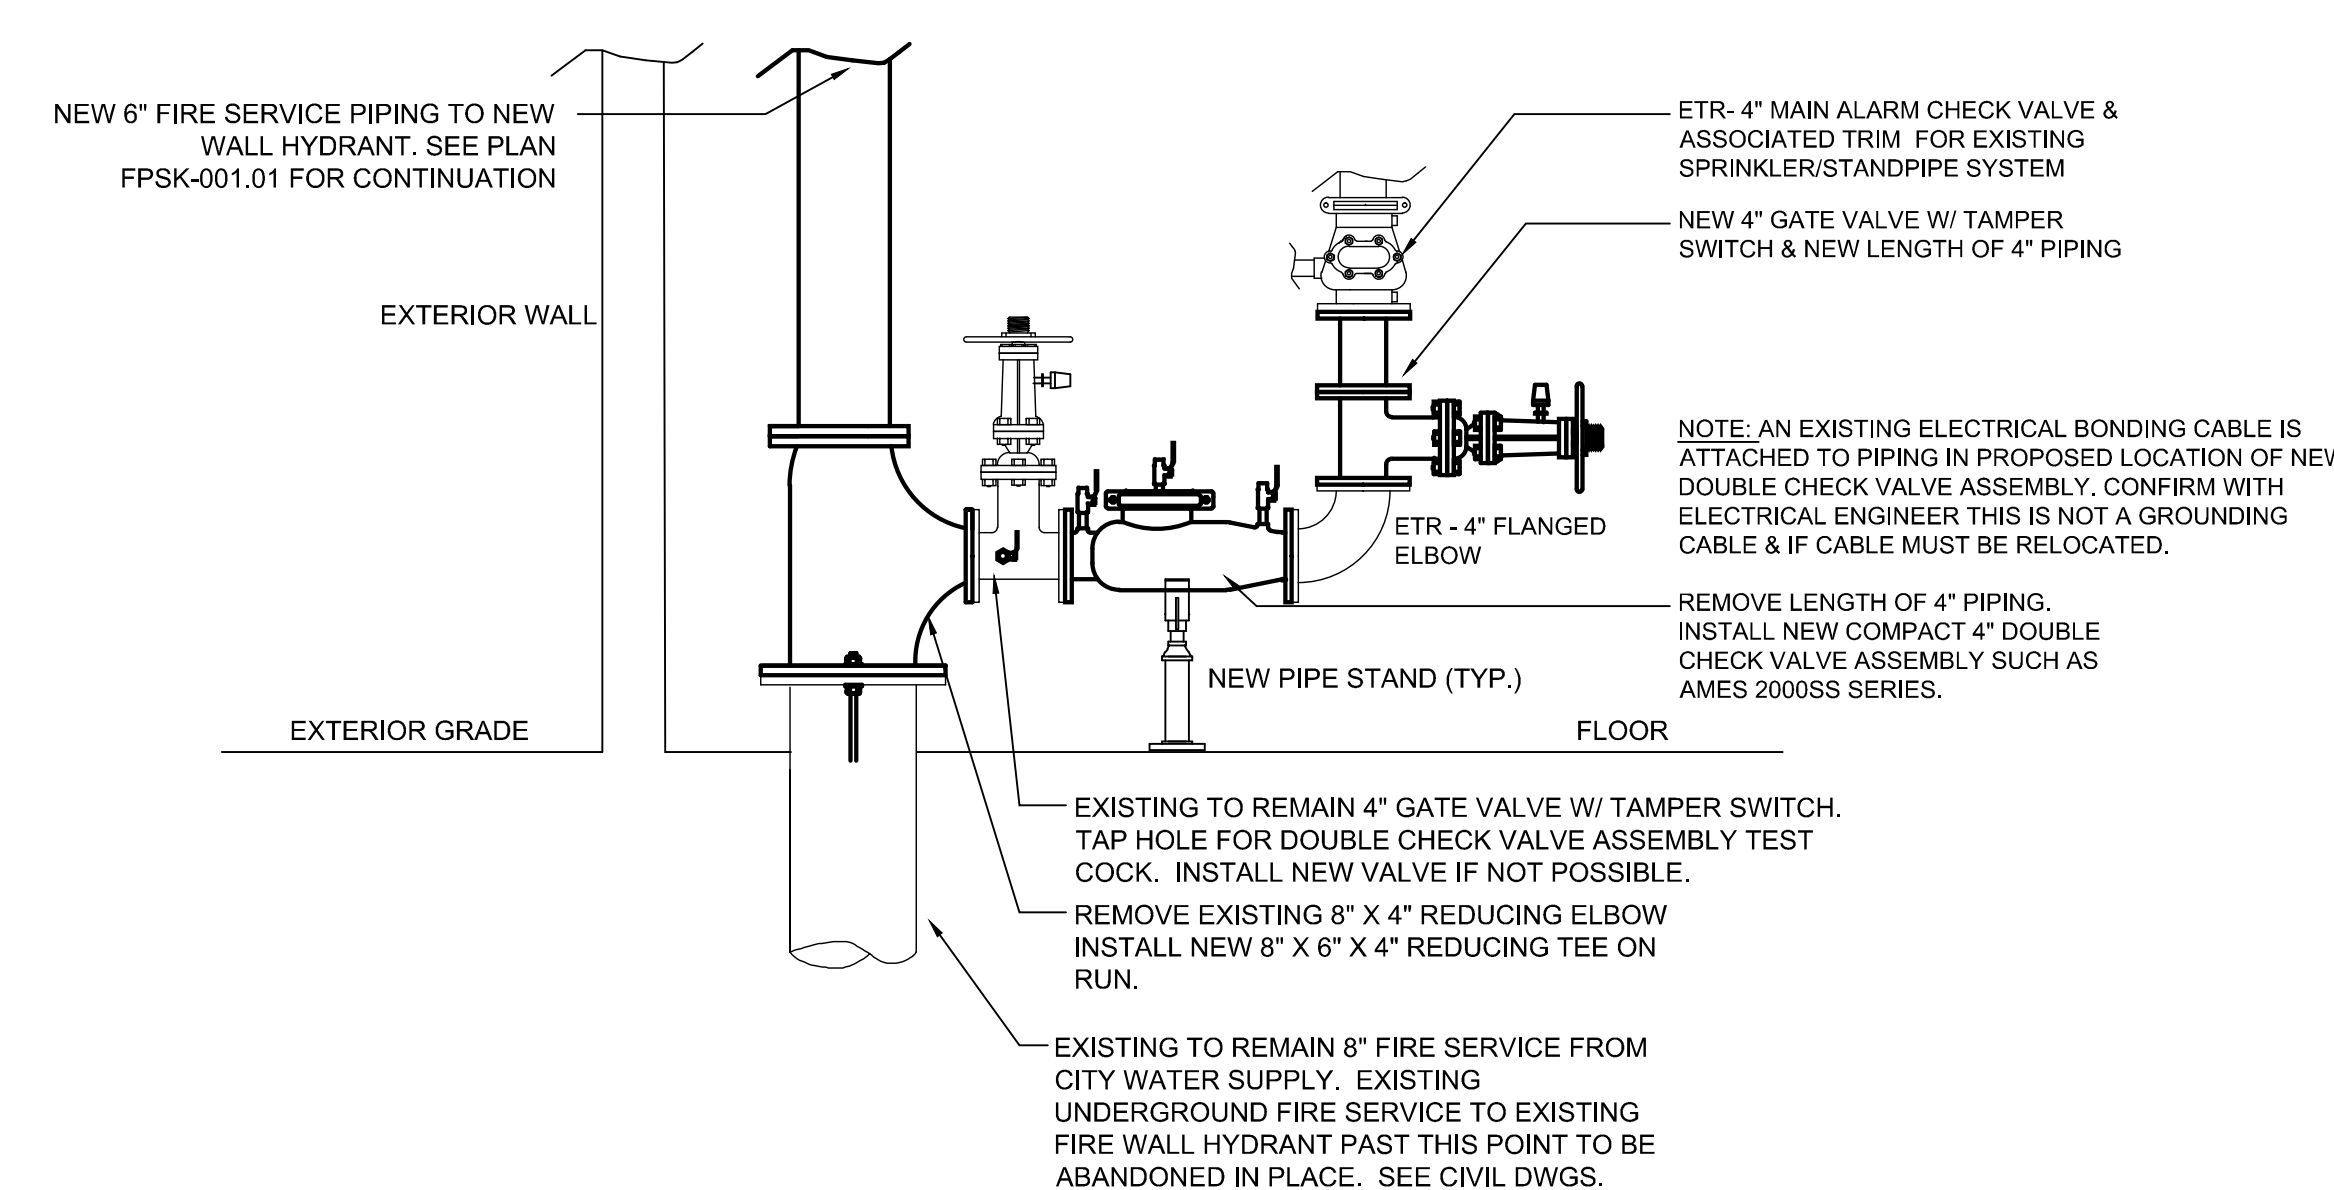 NEW 6" FIRE SERVICE PIPING TO NEW
WALL HYDRANT. SEE PLAN
FPSK-001.01 FOR CONTINUATION
EXTERIOR WALL
EXTERIOR GRADE
ETR- 4" MAIN ALARM CHECK VALVE &
ASSOCIATED TRIM FOR EXISTING
SPRINKLER/STANDPIPE SYSTEM
NEW 4" GATE VALVE W/ TAMPER
SWITCH & NEW LENGTH OF 4" PIPING
NOTE: AN EXISTING ELECTRICAL BONDING CABLE IS
ATTACHED TO PIPING IN PROPOSED LOCATION OF NEW
DOUBLE CHECK VALVE ASSEMBLY. CONFIRM WITH
ELECTRICAL ENGINEER THIS IS NOT A GROUNDING
CABLE & IF CABLE MUST BE RELOCATED.
ETR - 4" FLANGED
ELBOW
REMOVE LENGTH OF 4" PIPING.
INSTALL NEW COMPACT 4" DOUBLE
CHECK VALVE ASSEMBLY SUCH AS
AMES 2000SS SERIES.
NEW PIPE STAND (TYP.)
FLOOR
EXISTING TO REMAIN 4" GATE VALVE W/ TAMPER SWITCH.
TAP HOLE FOR DOUBLE CHECK VALVE ASSEMBLY TEST
COCK. INSTALL NEW VALVE IF NOT POSSIBLE.
REMOVE EXISTING 8" X 4" REDUCING ELBOW
INSTALL NEW 8" X 6" X 4" REDUCING TEE ON
RUN.
EXISTING TO REMAIN 8" FIRE SERVICE FROM
CITY WATER SUPPLY. EXISTING
UNDERGROUND FIRE SERVICE TO EXISTING
FIRE WALL HYDRANT PAST THIS POINT TO BE
ABANDONED IN PLACE. SEE CIVIL DWGS.